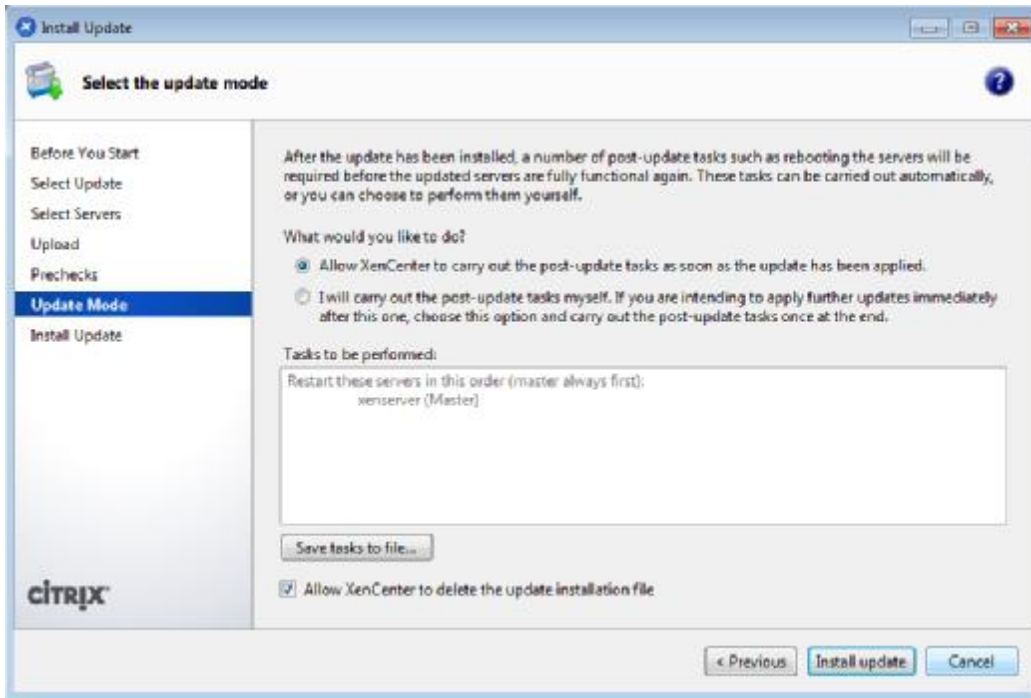 Install Update
Select the update mode
Before You Start
Select Update
Select Servers
Upload
Prechecks
Update Mode
Install Update
After the update has been installed, a number of post-update tasks such as rebooting the servers will be
required before the updated servers are fully functional again. These tasks can be carried out automatically,
or you can choose to perform them yourself.
What would you like to do?
Allow XenCenter to carry out the post-update tasks as soon as the update has been applied.
I will carry out the post-update tasks myself. If you are intending to apply further updates immediately
after this one, choose this option and carry out the post-update tasks once at the end.
Tasks to be performed:
Restart these servers in this order (master always first):
xenserver (Master)
Save tasks to file...
Allow XenCenter to delete the update installation file
CITRIX
< Previous
Install update
Cancel